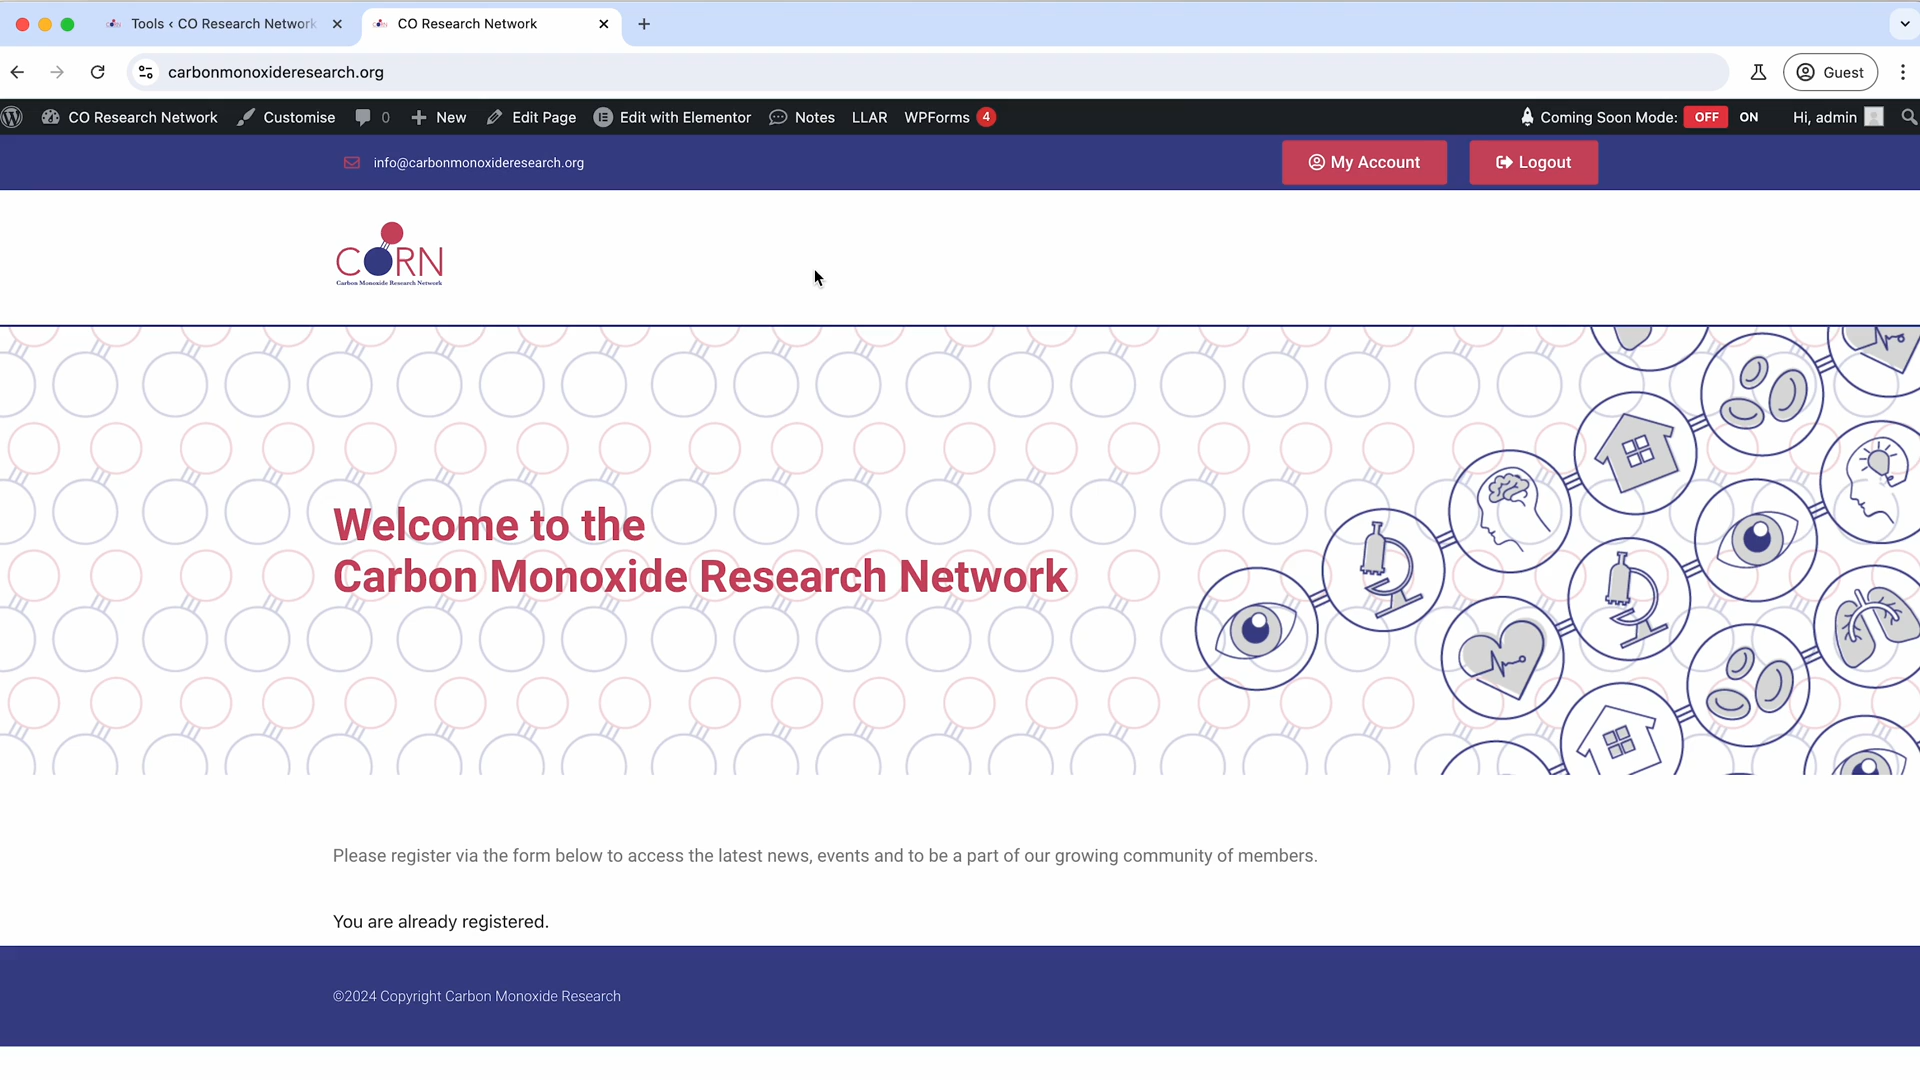 Tools ‹ CO Research Network
CO Research Network
carbonmonoxideresearch.org
Guest
CO Research Network
Customise
0
New
Edit Page
Edit with Elementor
Notes
LLAR
WPForms 4
Coming Soon Mode: OFF ON
Hi, admin
info@carbonmonoxideresearch.org
My Account
Logout
CORN
Carbon Monoxide Research Network
Welcome to the
Carbon Monoxide Research Network
Please register via the form below to access the latest news, events and to be a part of our growing community of members.
You are already registered.
©2024 Copyright Carbon Monoxide Research